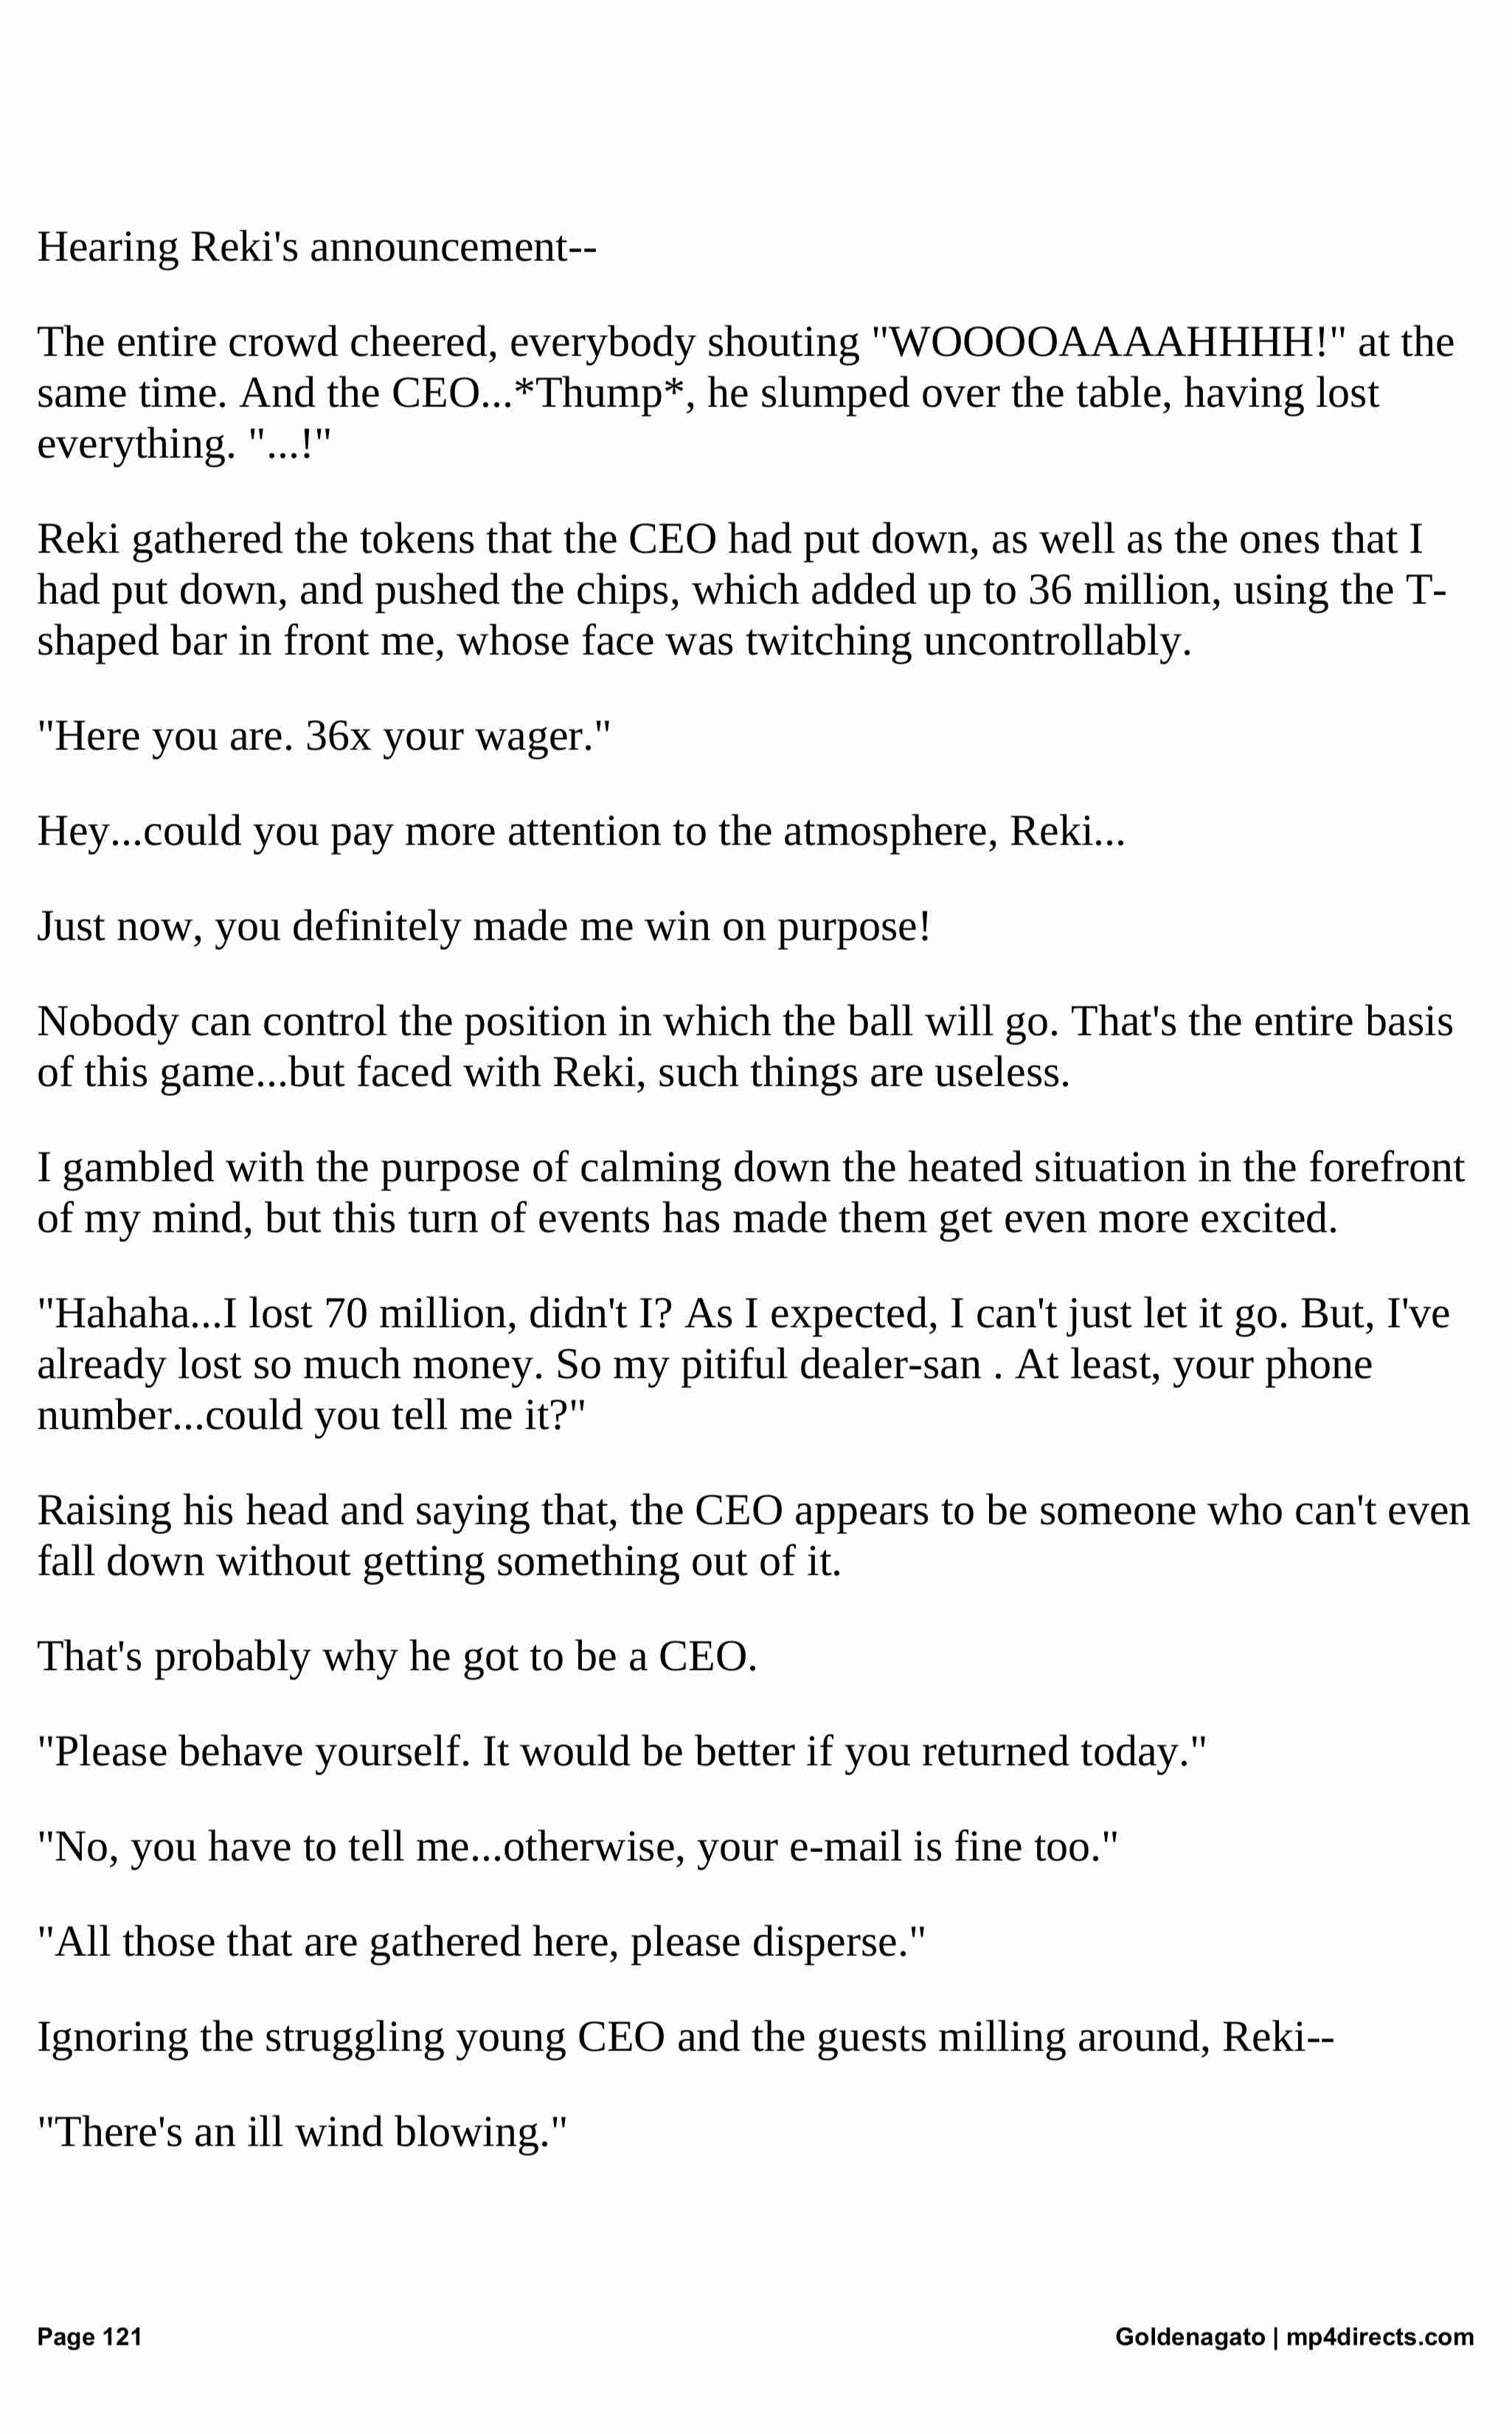 Hearing Reki's announcement--
The entire crowd cheered, everybody shouting "WOOOOAAAAHHHH!" at the
same time. And the CEO...*Thump*, he slumped over the table, having lost
everything. "...!"
Reki gathered the tokens that the CEO had put down, as well as the ones that I
had put down, and pushed the chips, which added up to 36 million, using the T-
shaped bar in front me, whose face was twitching uncontrollably.
"Here you are. 36x your wager."
Hey...could you pay more attention to the atmosphere, Reki...
Just now, you definitely made me win on purpose!
Nobody can control the position in which the ball will go. That's the entire basis
of this game...but faced with Reki, such things are useless.
I gambled with the purpose of calming down the heated situation in the forefront
of my mind, but this turn of events has made them get even more excited.
"Hahaha...I lost 70 million, didn't I? As I expected, I can't just let it go. But, I've
already lost so much money. So my pitiful dealer-san . At least, your phone
number...could you tell me it?"
Raising his head and saying that, the CEO appears to be someone who can't even
fall down without getting something out of it.
That's probably why he got to be a CEO.
"Please behave yourself. It would be better if you returned today."
"No, you have to tell me...otherwise, your e-mail is fine too."
"All those that are gathered here, please disperse."
Ignoring the struggling young CEO and the guests milling around, Reki--
"There's an ill wind blowing."
Page 121
Goldenagato | mp4directs.com